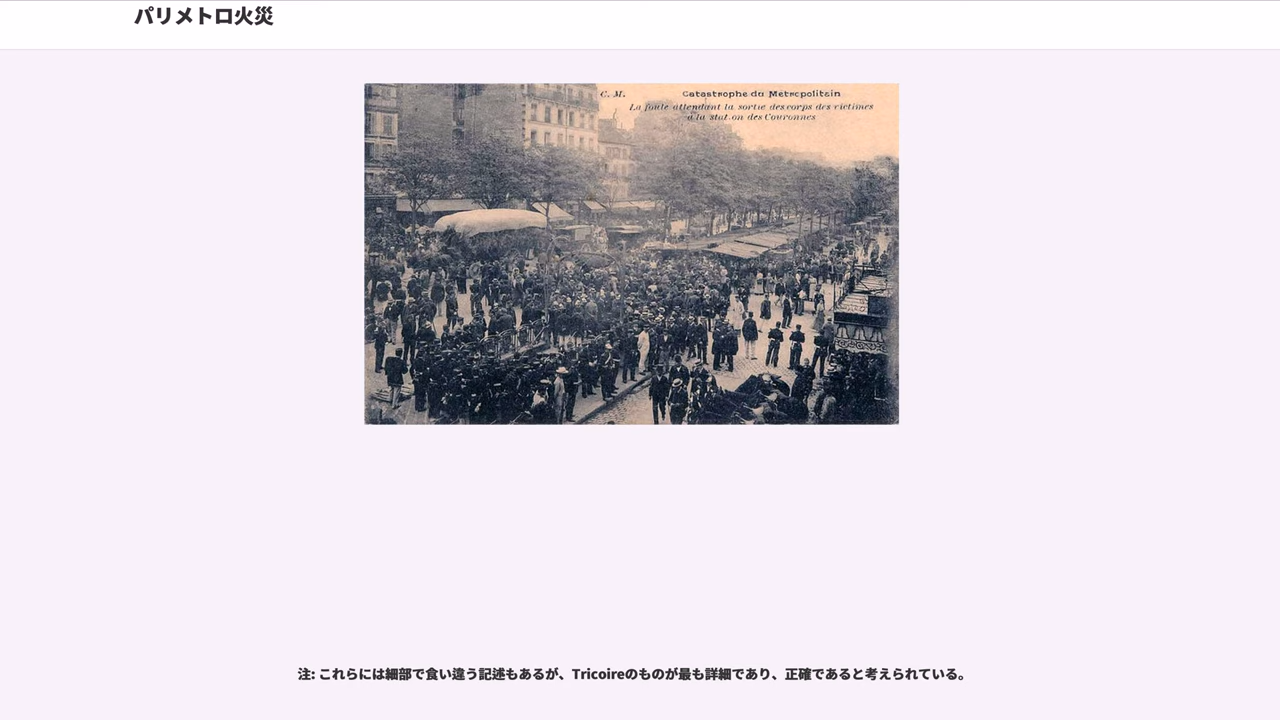 パリメトロ火災
C. M.
Catastrophe du Metropolitain
La foule attendant la sortie des corps des victimes
à la station des Couronnes
注: これらには細部で食い違う記述もあるが、Tricoireのものが最も詳細であり、正確であると考えられている。